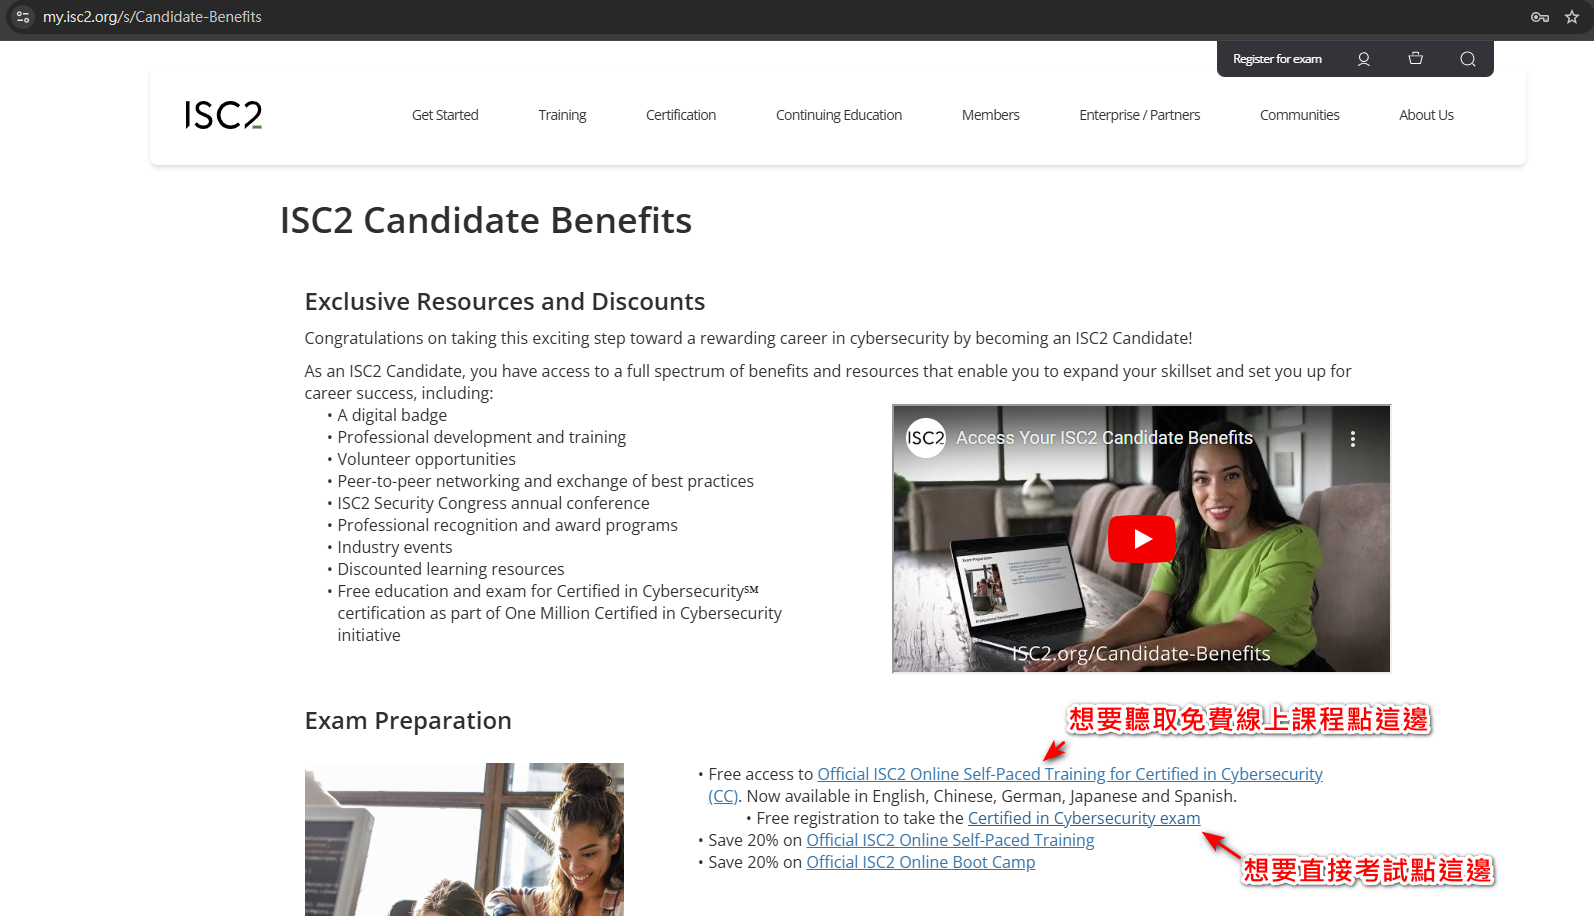 my.isc2.org/s/Candidate-Benefits
Register for exam
ISC2
Get Started Training Certification Continuing Education Members Enterprise / Partners Communities About Us
ISC2 Candidate Benefits
Exclusive Resources and Discounts
Congratulations on taking this exciting step toward a rewarding career in cybersecurity by becoming an ISC2 Candidate!
As an ISC2 Candidate, you have access to a full spectrum of benefits and resources that enable you to expand your skillset and set you up for
career success, including:
• A digital badge
• Professional development and training
• Volunteer opportunities
• Peer-to-peer networking and exchange of best practices
• ISC2 Security Congress annual conference
• Professional recognition and award programs
• Industry events
• Discounted learning resources
• Free education and exam for Certified in Cybersecurity℠
certification as part of One Million Certified in Cybersecurity
initiative
ISC2 Access Your ISC2 Candidate Benefits
Exam Preparation
Professional Development
ISC2.org/Candidate-Benefits
Exam Preparation
想要聽取免費線上課程點這邊
• Free access to Official ISC2 Online Self-Paced Training for Certified in Cybersecurity
(CC). Now available in English, Chinese, German, Japanese and Spanish.
• Free registration to take the Certified in Cybersecurity exam
• Save 20% on Official ISC2 Online Self-Paced Training
• Save 20% on Official ISC2 Online Boot Camp
想要直接考試點這邊